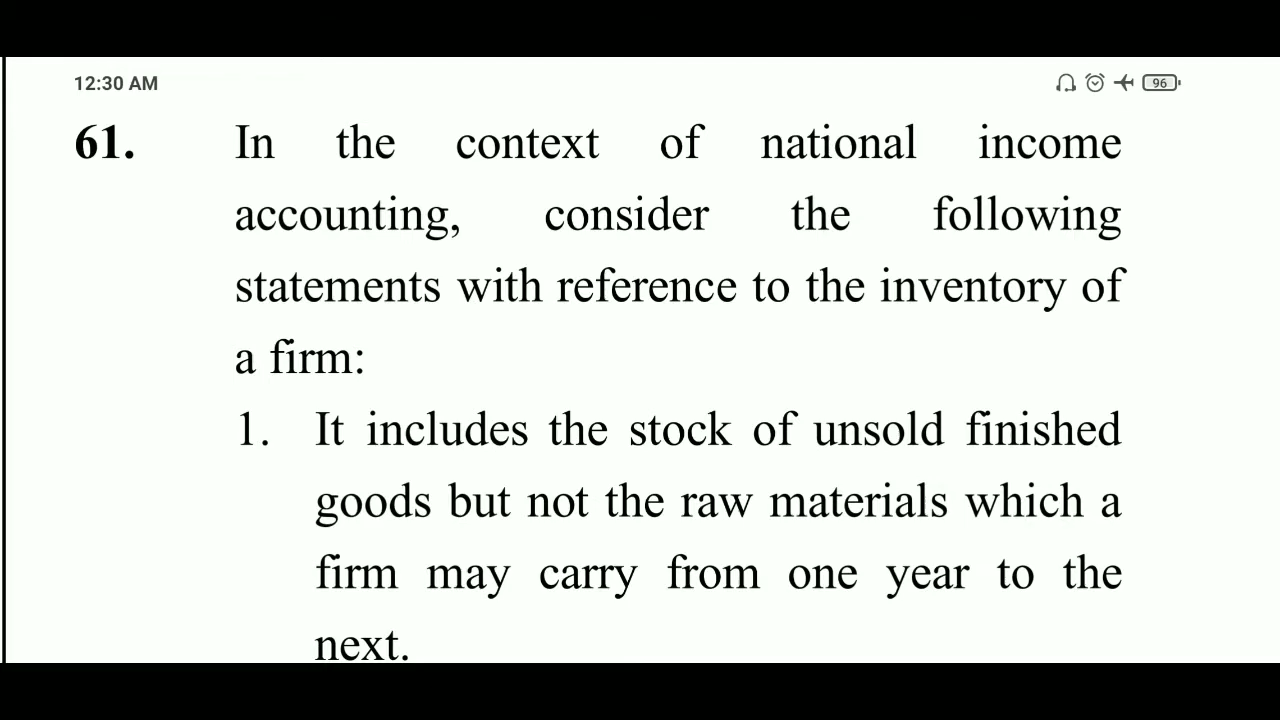 12:30 AM 96
61. In the context of national income
accounting, consider the following
statements with reference to the inventory of
a firm:
1. It includes the stock of unsold finished
goods but not the raw materials which a
firm may carry from one year to the
next.